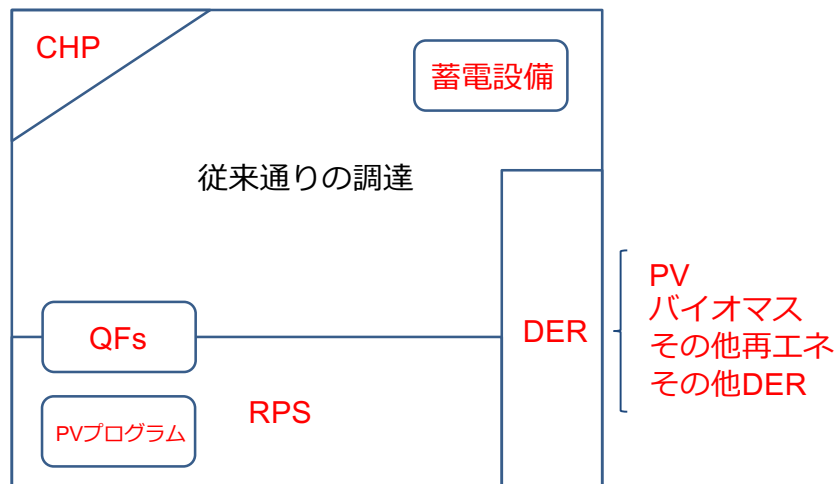 CHP
蓄電設備
従来通りの調達
QFs
DER
PV
バイオマス
その他再エネ
その他DER
RPS
PVプログラム